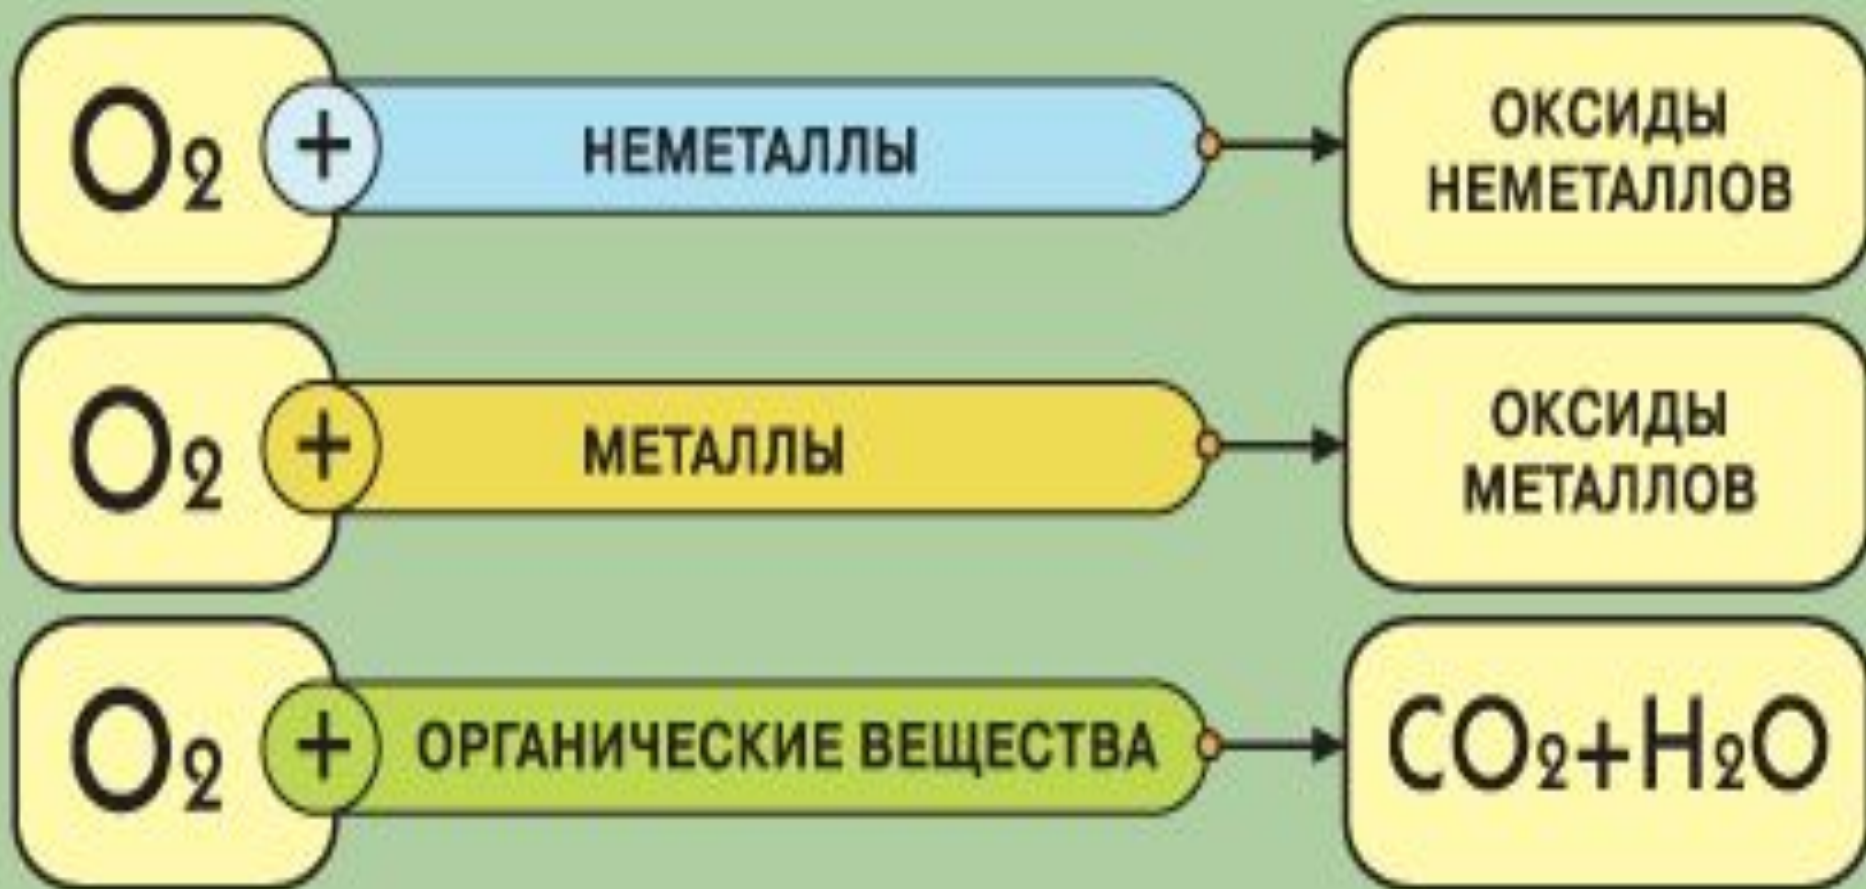 O₂ + НЕМЕТАЛЛЫ
ОКСИДЫ
НЕМЕТАЛЛОВ
O₂ + МЕТАЛЛЫ
ОКСИДЫ
МЕТАЛЛОВ
O₂ + ОРГАНИЧЕСКИЕ ВЕЩЕСТВА
CO₂+H₂O